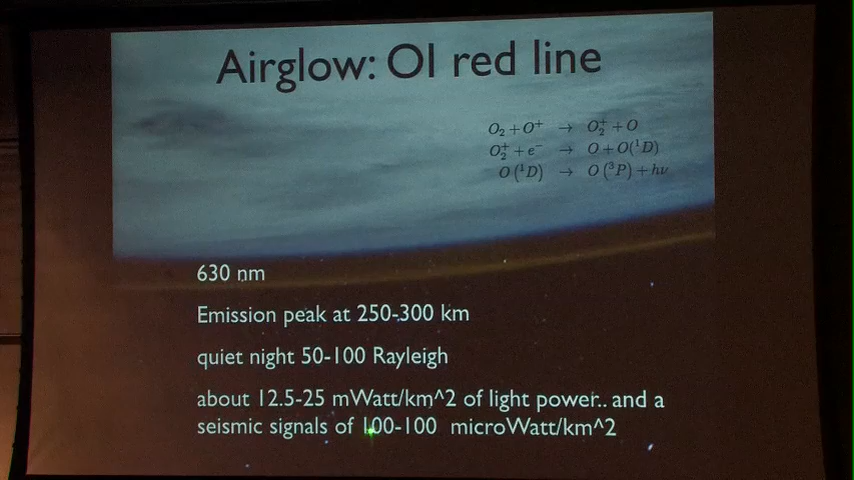 Airglow: OI red line
O₂ + O⁺ → O₂⁺ + O
O₂⁺ + e⁻ → O + O(¹D)
O(¹D) → O(³P) + hν
630 nm
Emission peak at 250-300 km
quiet night 50-100 Rayleigh
about 12.5-25 mWatt/km^2 of light power.. and a
seismic signals of 100-100 microWatt/km^2